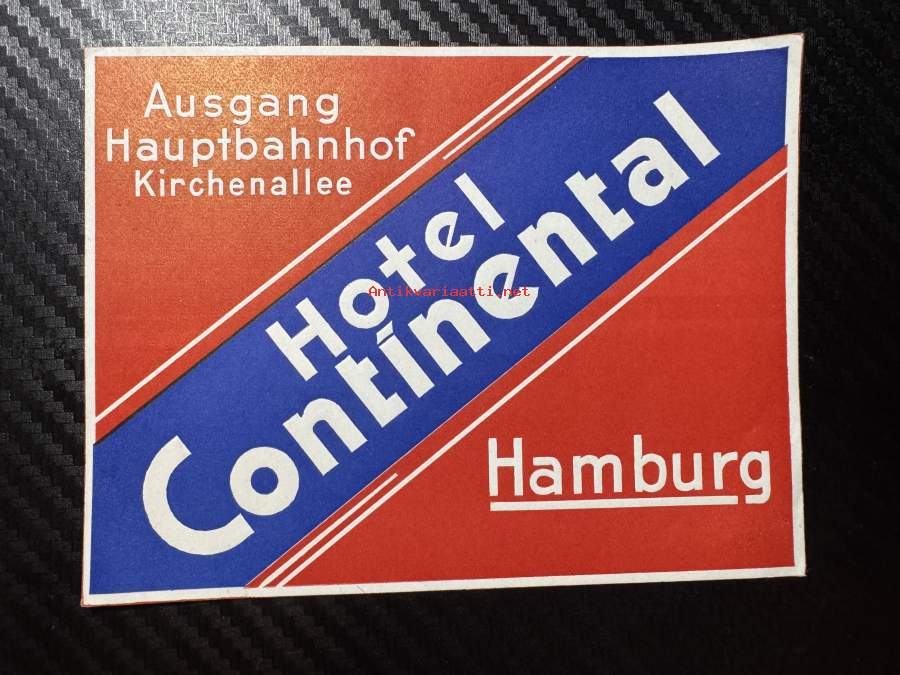 Ausgang
Hauptbahnhof
Kirchenallee
Hotel
Continental
Antikvariaatti.net
Hamburg